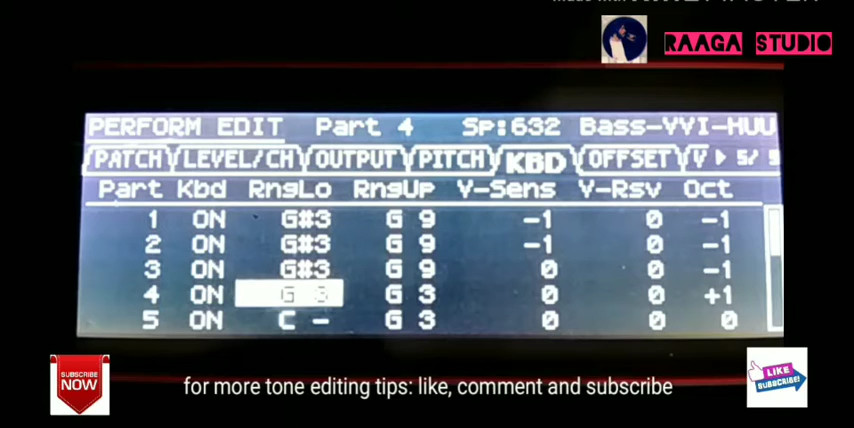 RAAGA STUDIO
PERFORM EDIT Part 4 Sp:632 Bass-VVI-HUU
PATCH LEVEL/CH OUTPUT PITCH KBD OFFSET V ▶ 5/
Part Kbd RngLo RngUp V-Sens V-Rsv Oct
1 ON G#3 G 9 -1 0 -1
2 ON G#3 G 9 -1 0 -1
3 ON G#3 G 9 0 0 -1
4 ON G 3 G 3 0 0 +1
5 ON C - G 3 0 0 0
SUBSCRIBE
NOW
for more tone editing tips: like, comment and subscribe
LIKE
SUBSCRIBE!